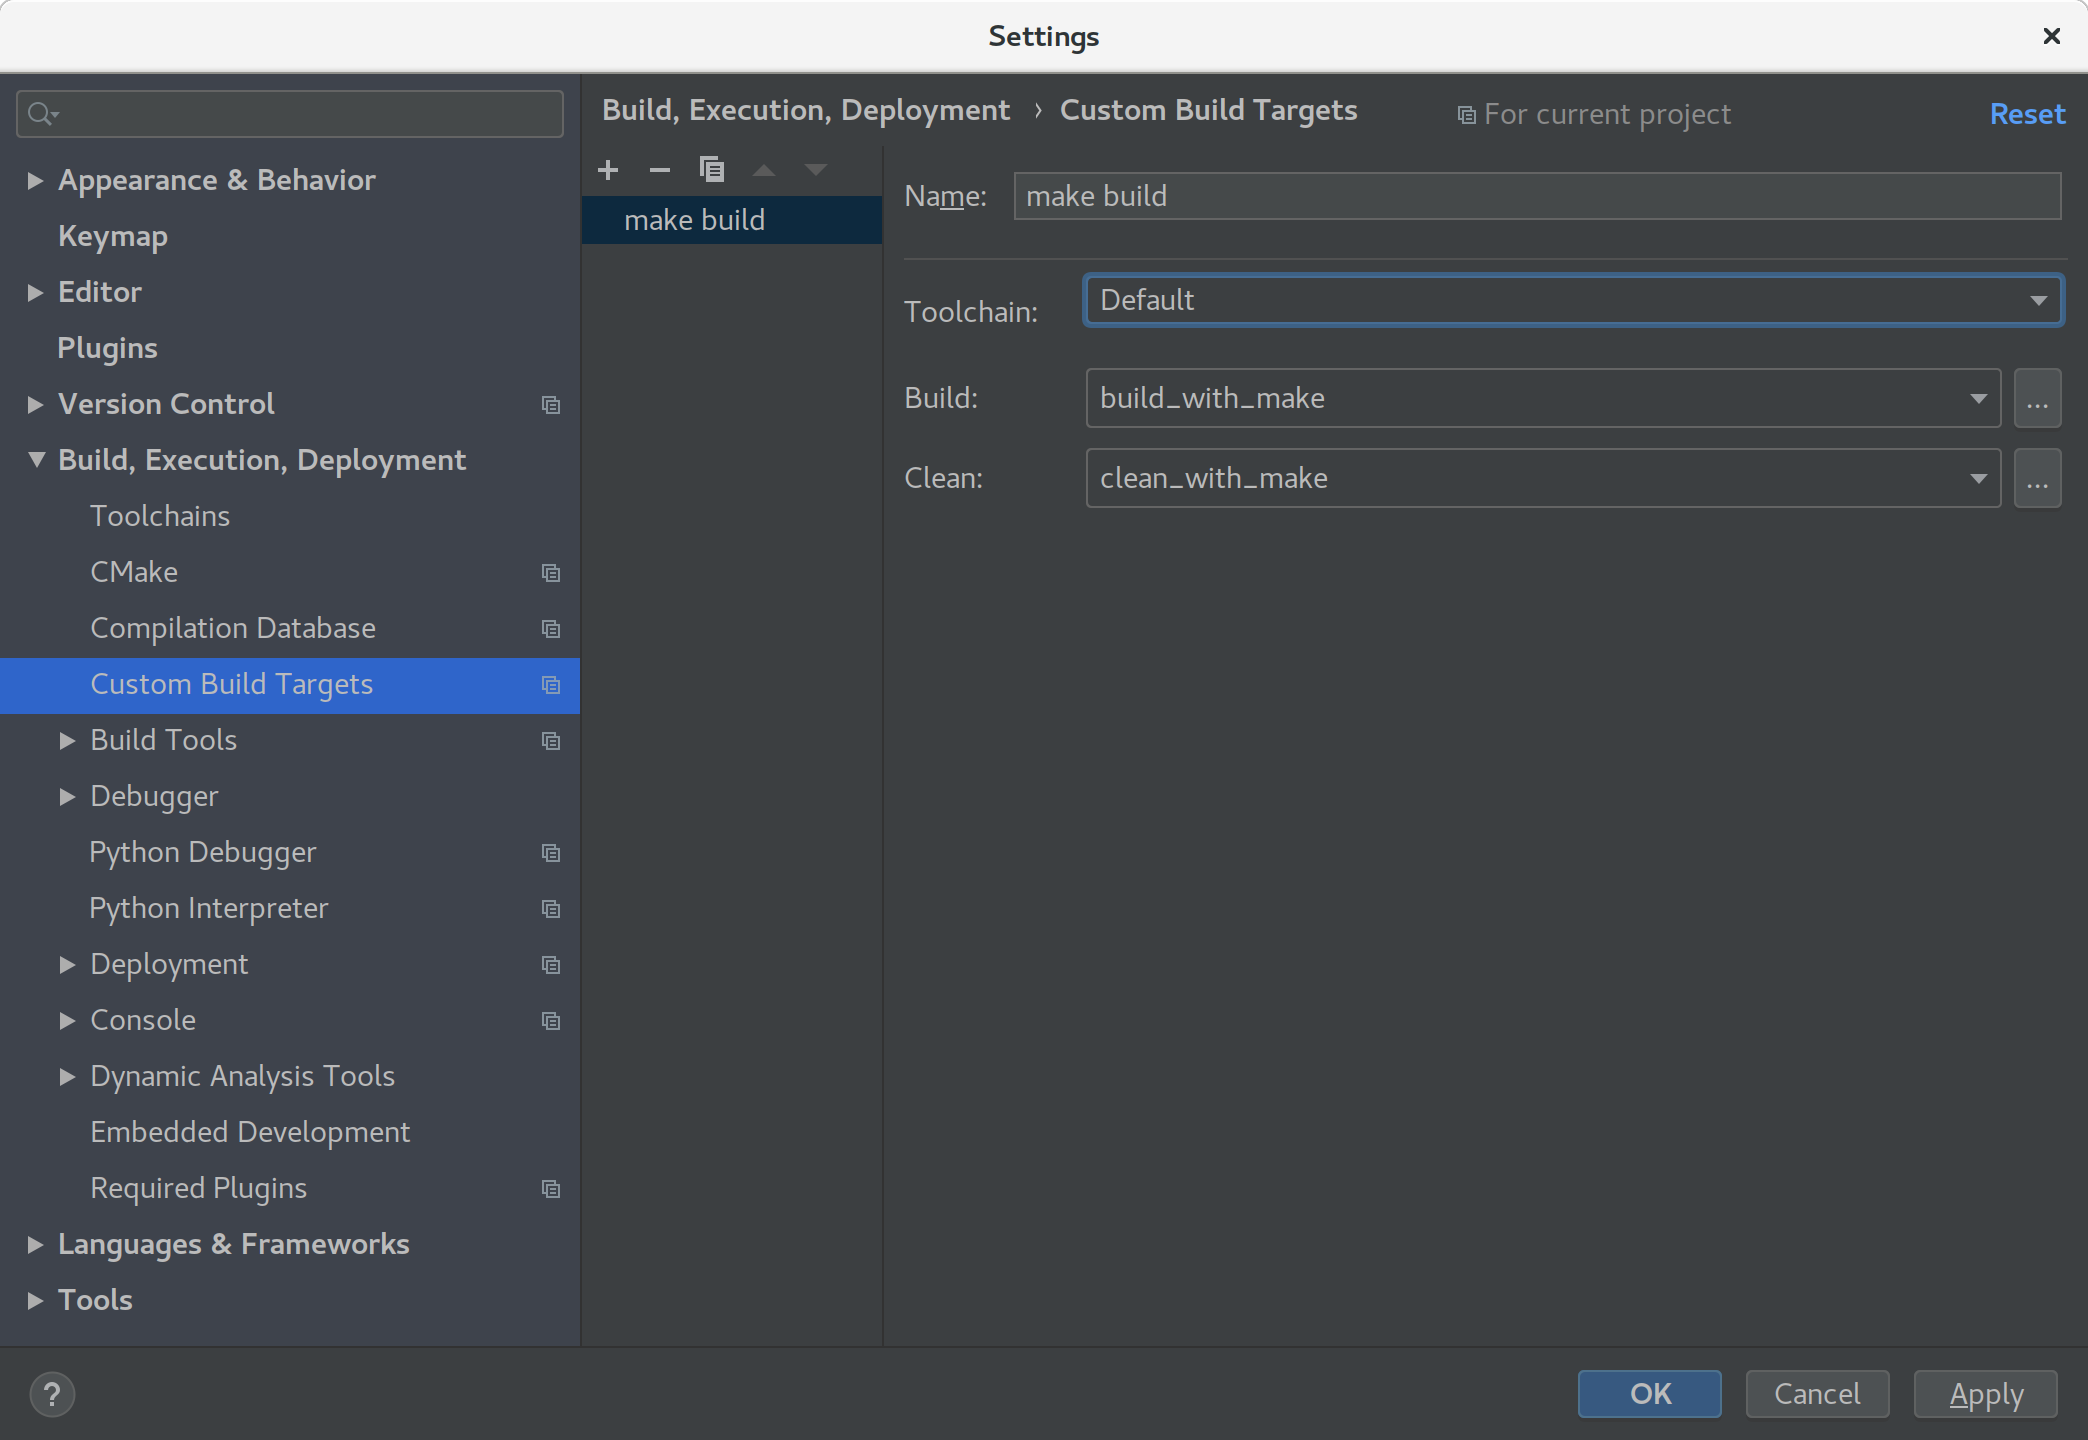 Settings
Appearance & Behavior
Keymap
Editor
Plugins
Version Control
Build, Execution, Deployment
Toolchains
CMake
Compilation Database
Custom Build Targets
Build Tools
Debugger
Python Debugger
Python Interpreter
Deployment
Console
Dynamic Analysis Tools
Embedded Development
Required Plugins
Languages & Frameworks
Tools
Build, Execution, Deployment › Custom Build Targets
For current project
Reset
make build
Name: make build
Toolchain: Default
Build: build_with_make ...
Clean: clean_with_make ...
?
OK
Cancel
Apply